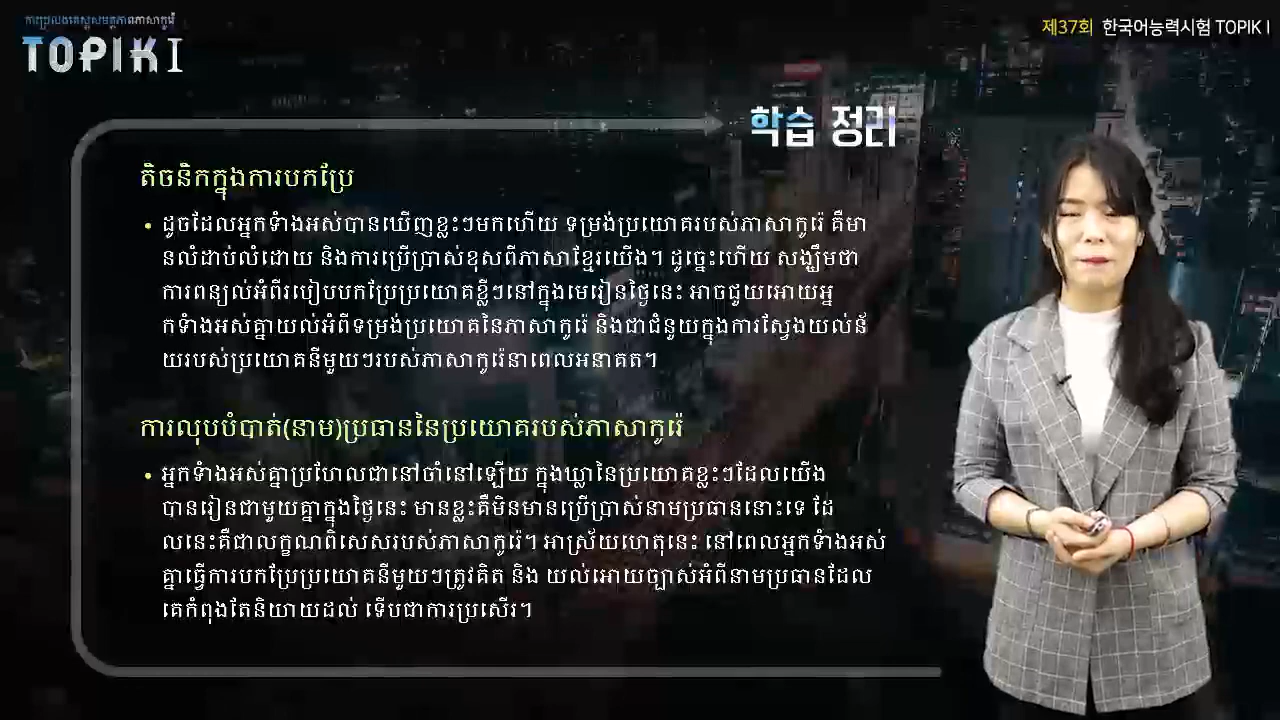 ការប្រលងតេស្តសមត្ថភាពភាសាកូរ៉េ
TOPIK I
제37회 한국어능력시험 TOPIK I
학습 정리
តិចនិកក្នុងការបកប្រែ
• ដូចដែលអ្នកទំាងអស់បានឃើញខ្លះៗមកហើយ ទម្រង់ប្រយោគរបស់ភាសាកូរ៉េ គឺមា
នលំដាប់លំដោយ និងការប្រើប្រាស់ខុសពីភាសាខ្មែរយើង។ ដូច្នេះហើយ សង្ឃឹមថា
ការពន្យល់អំពីរបៀបបកប្រែប្រយោគខ្លីៗនៅក្នុងមេរៀនថ្ងៃនេះ អាចជួយអោយអ្ន
កទំាងអស់គ្នាយល់អំពីទម្រង់ប្រយោគនៃភាសាកូរ៉េ និងជាជំនួយក្នុងការស្វែងយល់ន័
យរបស់ប្រយោគនីមួយៗរបស់ភាសាកូរ៉េនាពេលអនាគត។
ការលុបបំបាត់(នាម)ប្រធាននៃប្រយោគរបស់ភាសាកូរ៉េ
• អ្នកទំាងអស់គ្នាប្រហែលជានៅចាំនៅឡើយ ក្នុងឃ្លានៃប្រយោគខ្លះៗដែលយើង
បានរៀនជាមួយគ្នាក្នុងថ្ងៃនេះ មានខ្លះគឺមិនមានប្រើប្រាស់នាមប្រធាននោះទេ ដែ
លនេះគឺជាលក្ខណពិសេសរបស់ភាសាកូរ៉េ។ អាស្រ័យហេតុនេះ នៅពេលអ្នកទំាងអស់
គ្នាធ្វើការបកប្រែប្រយោគនីមួយៗត្រូវគិត និង យល់អោយច្បាស់អំពីនាមប្រធានដែល
គេកំពុងតែនិយាយដល់ ទើបជាការប្រសើរ។